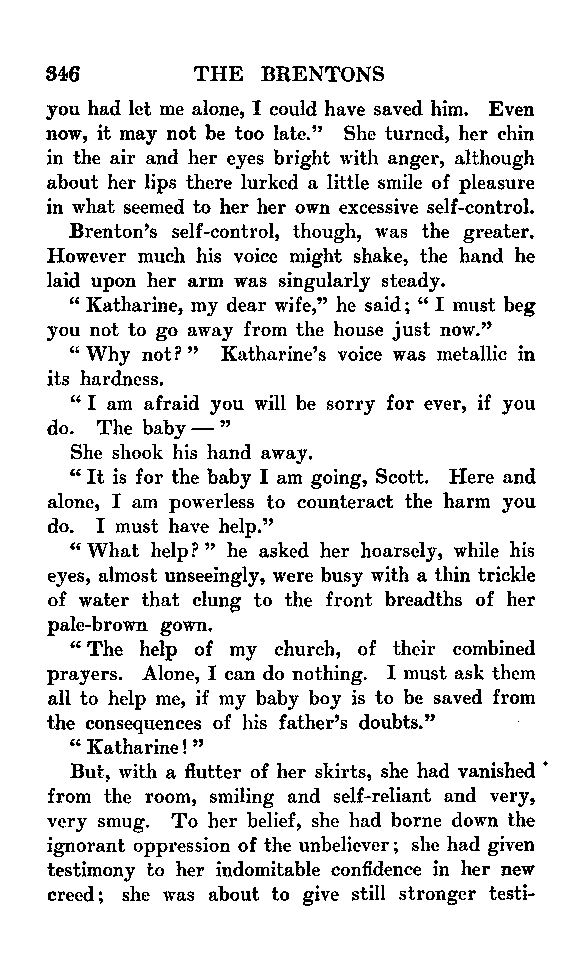 346 THE BRENTONS
you had let me alone, I could have saved him. Even
now, it may not be too late.” She turned, her chin
in the air and her eyes bright with anger, although
about her lips there lurked a little smile of pleasure
in what seemed to her her own excessive self-control.
Brenton’s self-control, though, was the greater.
However much his voice might shake, the hand he
laid upon her arm was singularly steady.
“ Katharine, my dear wife,” he said; “ I must beg
you not to go away from the house just now.”
“ Why not? ” Katharine’s voice was metallic in
its hardness.
“ I am afraid you will be sorry for ever, if you
do. The baby — ”
She shook his hand away.
“ It is for the baby I am going, Scott. Here and
alone, I am powerless to counteract the harm you
do. I must have help.”
“ What help? ” he asked her hoarsely, while his
eyes, almost unseeingly, were busy with a thin trickle
of water that clung to the front breadths of her
pale-brown gown.
“ The help of my church, of their combined
prayers. Alone, I can do nothing. I must ask them
all to help me, if my baby boy is to be saved from
the consequences of his father’s doubts.”
“ Katharine! ”
But, with a flutter of her skirts, she had vanished
from the room, smiling and self-reliant and very,
very smug. To her belief, she had borne down the
ignorant oppression of the unbeliever; she had given
testimony to her indomitable confidence in her new
creed; she was about to give still stronger testi-